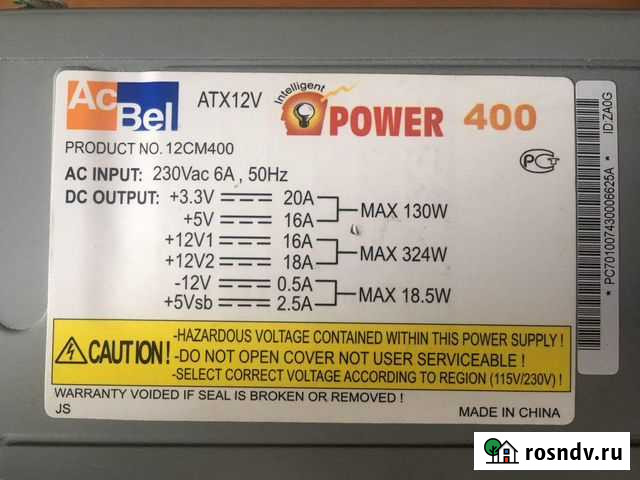 AcBel
ATX12V
Intelligent
POWER 400
PRODUCT NO. 12CM400
AC INPUT: 230Vac 6A , 50Hz
DC OUTPUT: +3.3V 20A
+5V 16A
MAX 130W
+12V1 16A
+12V2 18A
MAX 324W
-12V 0.5A
+5Vsb 2.5A
MAX 18.5W
CAUTION !
-HAZARDOUS VOLTAGE CONTAINED WITHIN THIS POWER SUPPLY !
-DO NOT OPEN COVER NOT USER SERVICEABLE !
-SELECT CORRECT VOLTAGE ACCORDING TO REGION (115V/230V) !
WARRANTY VOIDED IF SEAL IS BROKEN OR REMOVED !
JS
MADE IN CHINA
PG
ID:ZA0G
* PC701007430006625A *
rosndv.ru